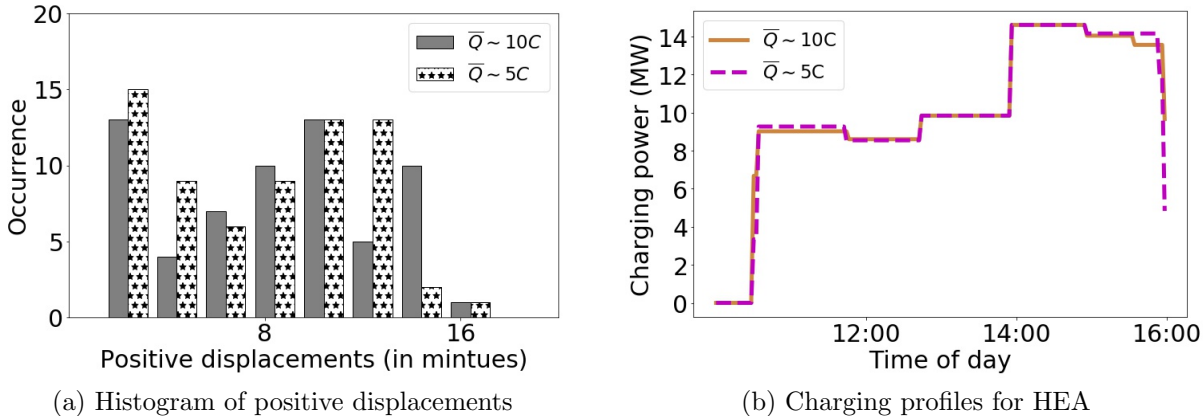 20
15
10
5
0
Occurrence
Q̅ ~ 10C
Q̅ ~ 5C
8
16
Positive displacements (in mintues)
(a) Histogram of positive displacements
14
12
10
8
6
4
2
0
Charging power (MW)
Q̅ ~ 10C
Q̅ ~ 5C
12:00
14:00
16:00
Time of day
(b) Charging profiles for HEA